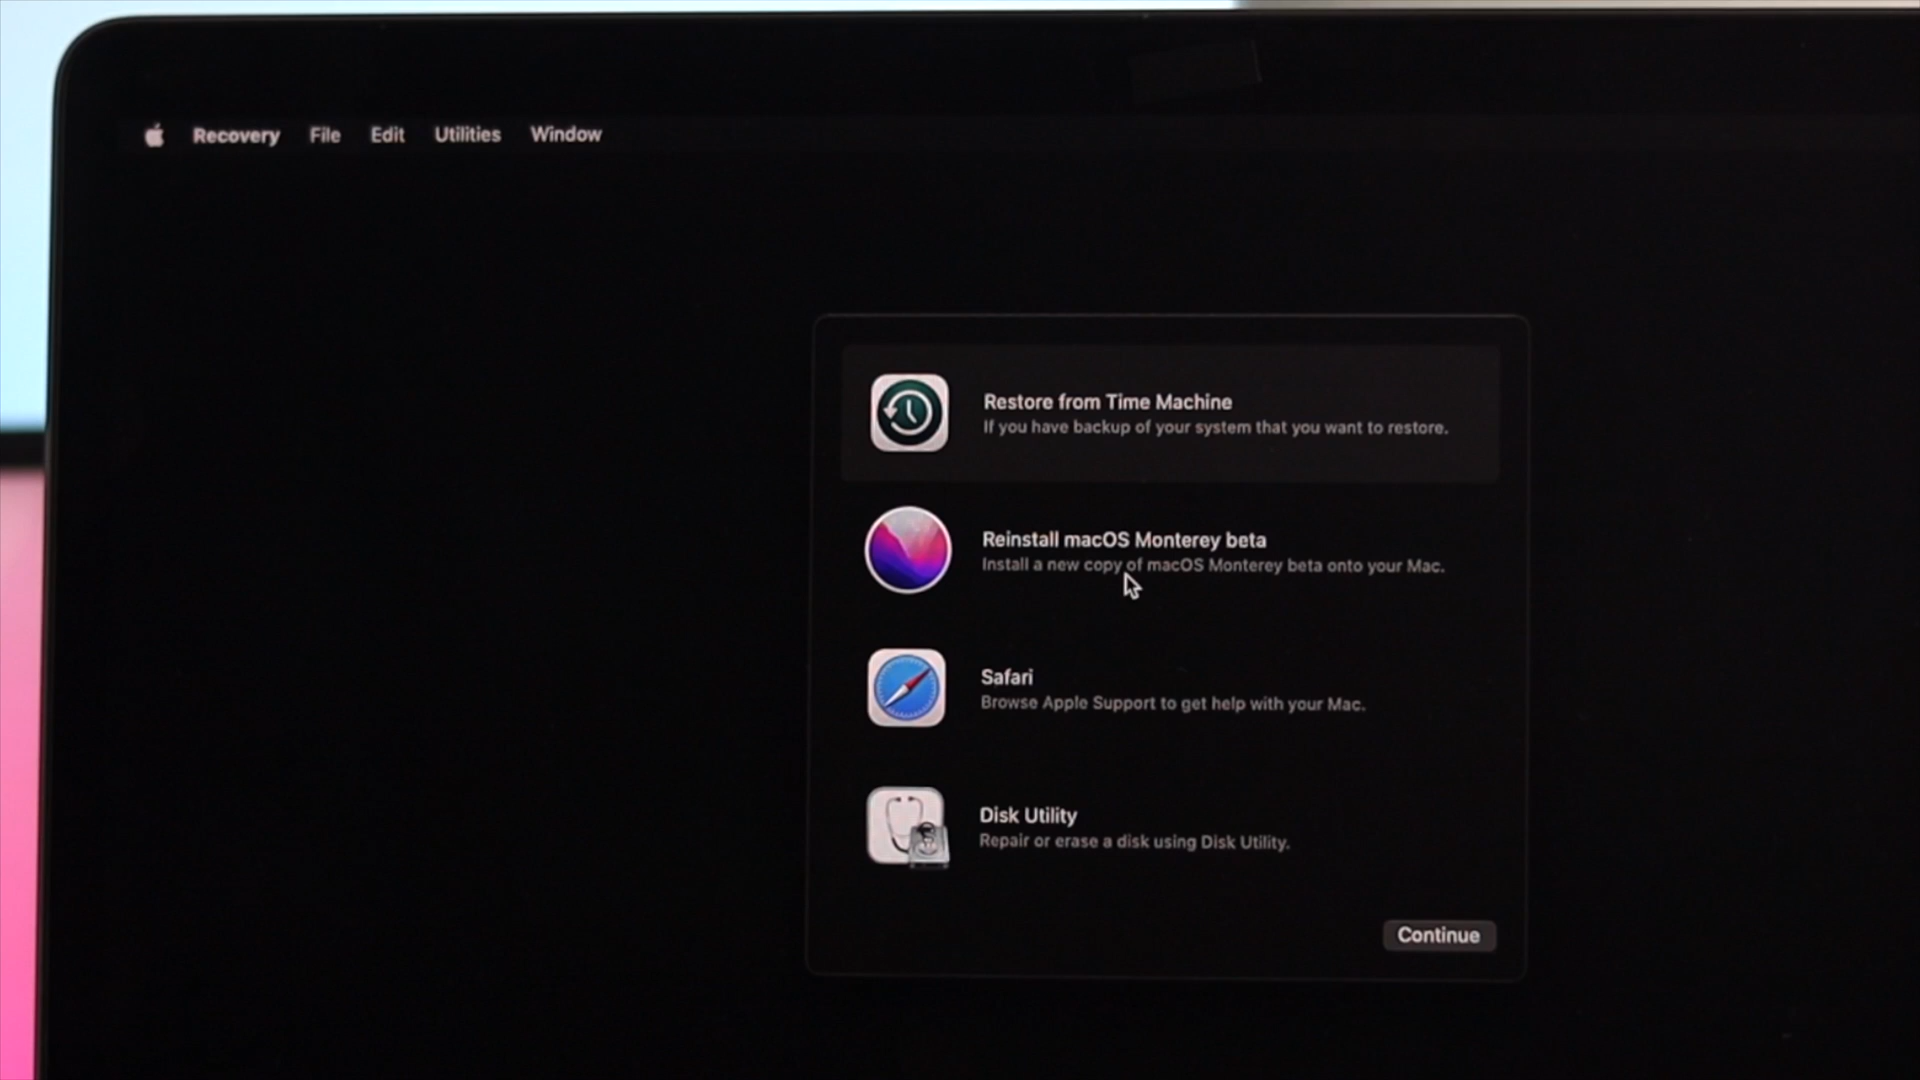 Recovery File Edit Utilities Window
Restore from Time Machine
If you have backup of your system that you want to restore.
Reinstall macOS Monterey beta
Install a new copy of macOS Monterey beta onto your Mac.
Safari
Browse Apple Support to get help with your Mac.
Disk Utility
Repair or erase a disk using Disk Utility.
Continue